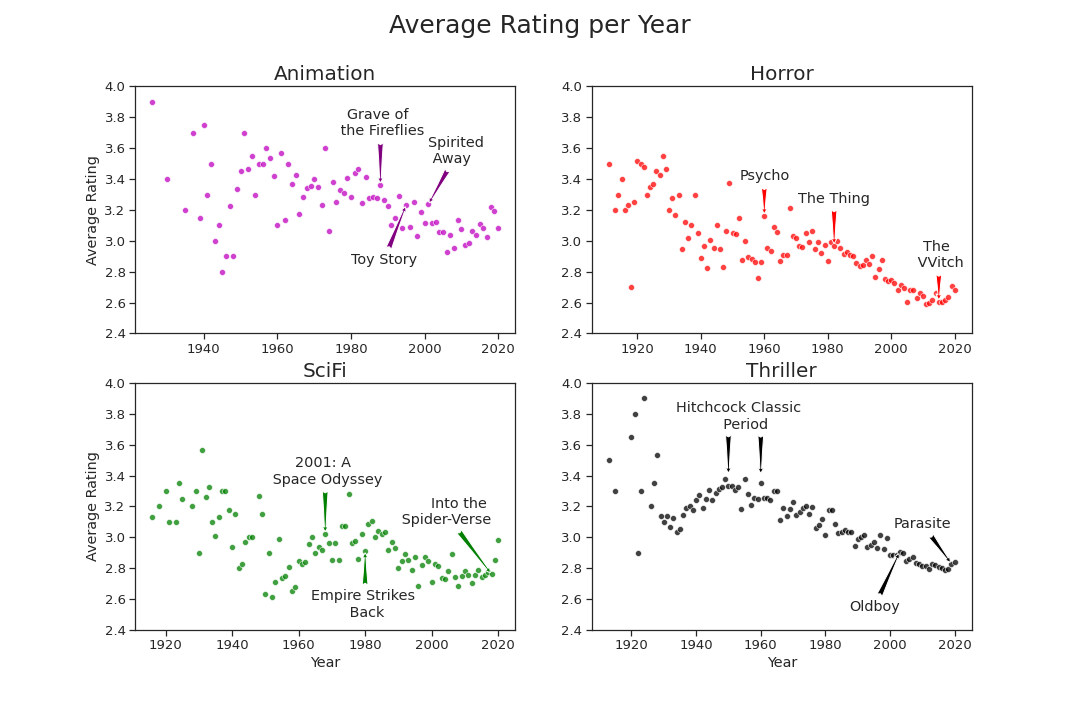 Average Rating per Year
Animation
Average Rating
4.0
3.8
3.6
3.4
3.2
3.0
2.8
2.6
2.4
Grave of
the Fireflies
Spirited
Away
Toy Story
1940
1960
1980
2000
2020
Horror
4.0
3.8
3.6
3.4
3.2
3.0
2.8
2.6
2.4
Psycho
The Thing
The
VVitch
1920
1940
1960
1980
2000
2020
SciFi
Average Rating
4.0
3.8
3.6
3.4
3.2
3.0
2.8
2.6
2.4
2001: A
Space Odyssey
Into the
Spider-Verse
Empire Strikes
Back
1920
1940
1960
1980
2000
2020
Year
Thriller
4.0
3.8
3.6
3.4
3.2
3.0
2.8
2.6
2.4
Hitchcock Classic
Period
Parasite
Oldboy
1920
1940
1960
1980
2000
2020
Year